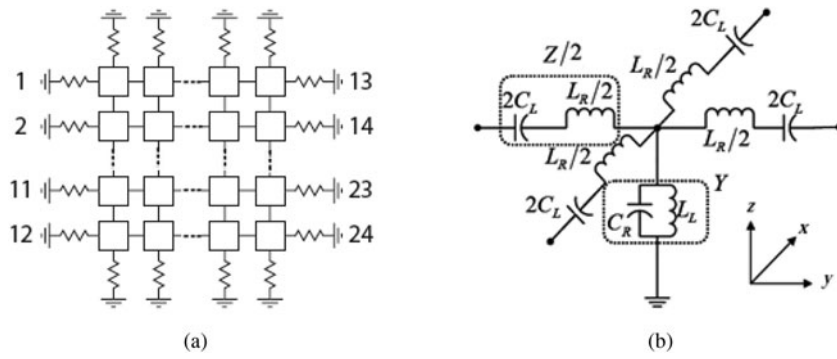 1
13
2
14
11
23
12
24
(a)
2C_L
Z/2
L_R/2
2C_L
L_R/2
2C_L
L_R/2
L_R/2
Y
2C_L
C_R
L_L
z
x
y
(b)